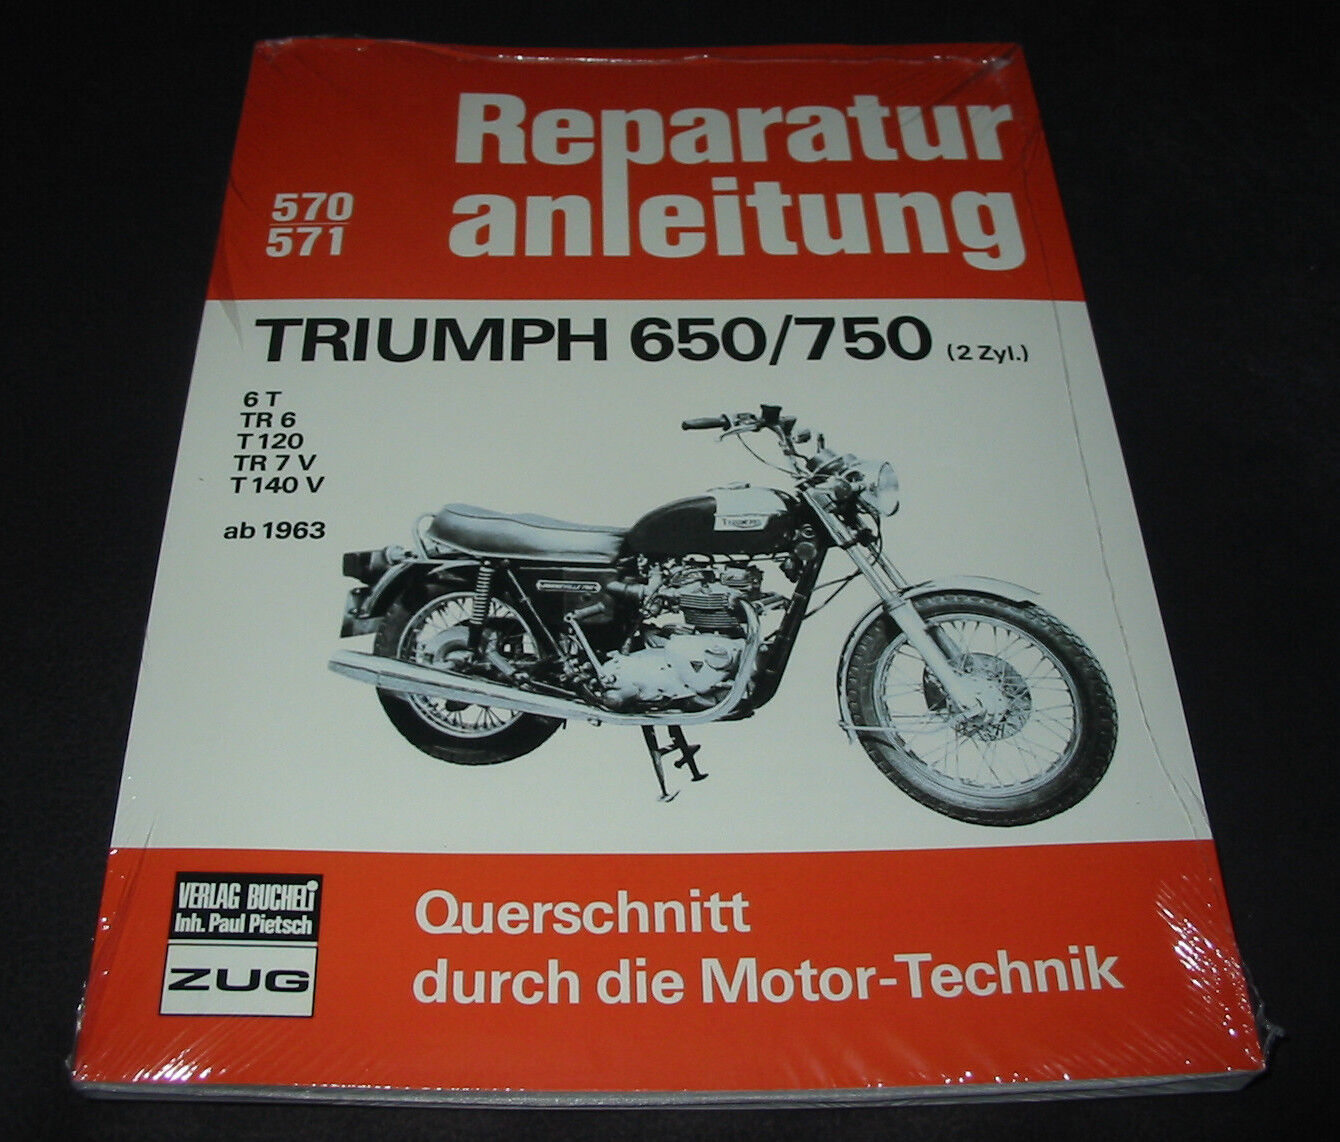 Reparatur
anleitung
570
571
TRIUMPH 650/750 (2 Zyl.)
6 T
TR 6
T 120
TR 7 V
T 140 V
ab 1963
TRIUMPH
VERLAG BUCHELi
Inh. Paul Pietsch
ZUG
Querschnitt
durch die Motor-Technik